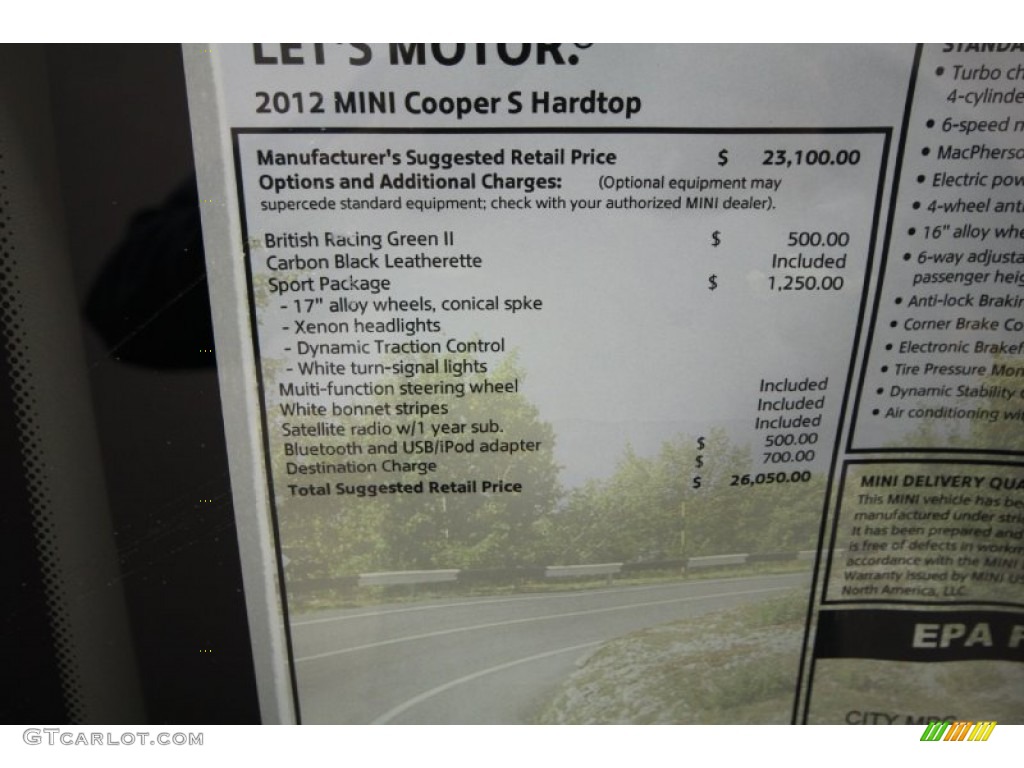 LET'S MOTOR.
2012 MINI Cooper S Hardtop
Manufacturer's Suggested Retail Price $ 23,100.00
Options and Additional Charges: (Optional equipment may
supercede standard equipment; check with your authorized MINI dealer).
British Racing Green II $ 500.00
Carbon Black Leatherette Included
Sport Package $ 1,250.00
- 17" alloy wheels, conical spke
- Xenon headlights
- Dynamic Traction Control
- White turn-signal lights
Multi-function steering wheel Included
White bonnet stripes Included
Satellite radio w/1 year sub. Included
Bluetooth and USB/iPod adapter $ 500.00
Destination Charge $ 700.00
Total Suggested Retail Price $ 26,050.00
STANDA
• Turbo ch
4-cylinde
• 6-speed
• MacPherso
• Electric pow
• 4-wheel anti
• 16" alloy whe
• 6-way adjusta
passenger heig
• Anti-lock Brakin
• Corner Brake Co
• Electronic Brakef
• Tire Pressure Mon
• Dynamic Stability
• Air conditioning wi
MINI DELIVERY QUA
This MINI vehicle has be
manufactured under stri
It has been prepared and
is free of defects in workm
accordance with the MINI
Warranty issued by MINI US
North America, LLC.
EPA F
CITY MPG
GTCARLOT.COM